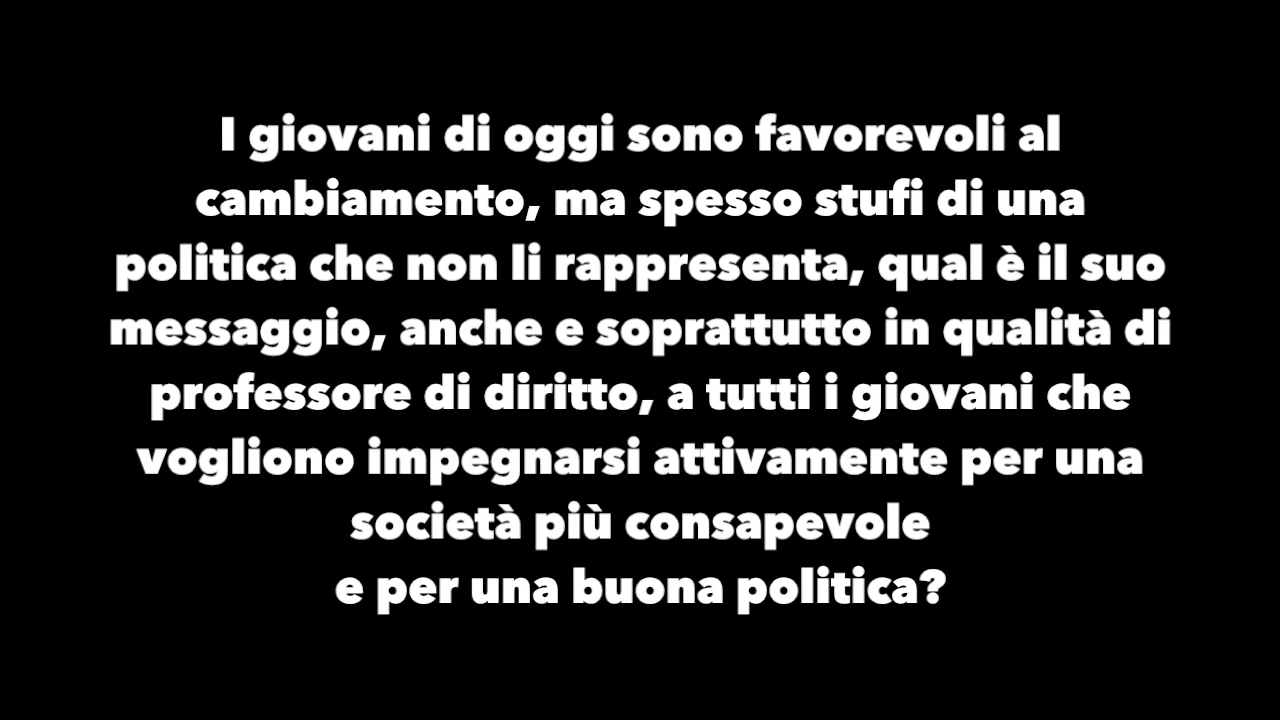 I giovani di oggi sono favorevoli al
cambiamento, ma spesso stufi di una
politica che non li rappresenta, qual è il suo
messaggio, anche e soprattutto in qualità di
professore di diritto, a tutti i giovani che
vogliono impegnarsi attivamente per una
società più consapevole
e per una buona politica?